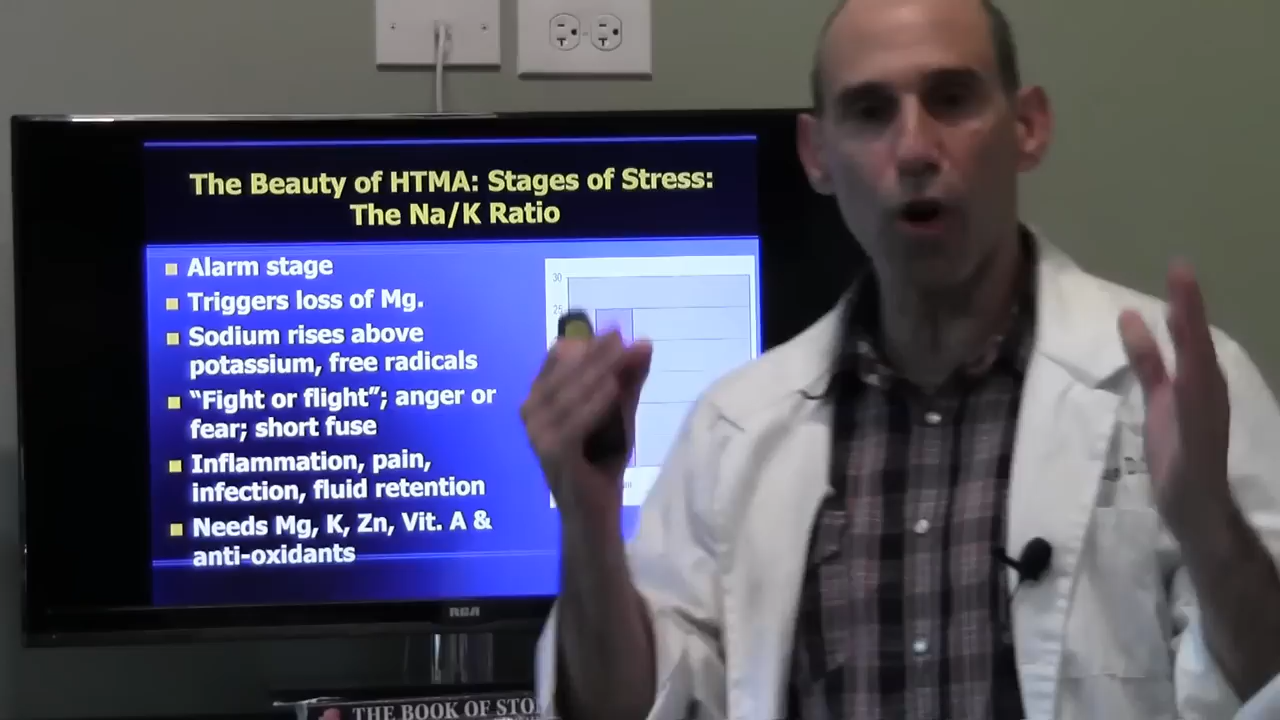 The Beauty of HTMA: Stages of Stress:
The Na/K Ratio
Alarm stage
Triggers loss of Mg.
Sodium rises above
potassium, free radicals
“Fight or flight”; anger or
fear; short fuse
Inflammation, pain,
infection, fluid retention
Needs Mg, K, Zn, Vit. A &
anti-oxidants
30
RCA
THE BOOK OF